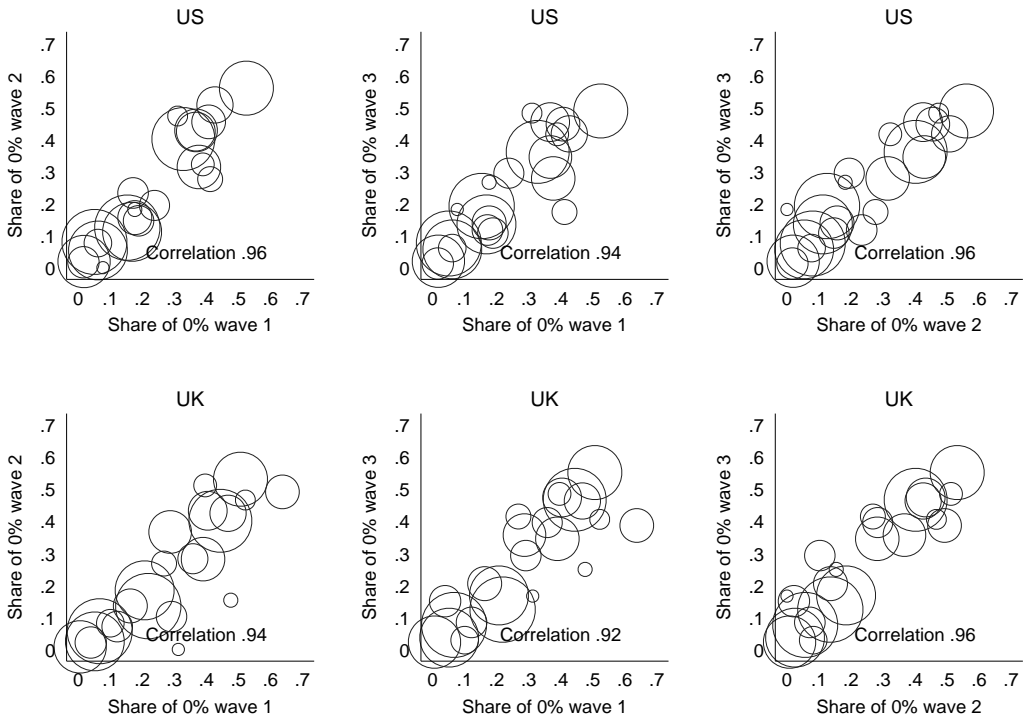 US
Share of 0% wave 2
.7
.6
.5
.4
.3
.2
.1
0
Correlation .96
0 .1 .2 .3 .4 .5 .6 .7
Share of 0% wave 1
US
Share of 0% wave 3
.7
.6
.5
.4
.3
.2
.1
0
Correlation .94
0 .1 .2 .3 .4 .5 .6 .7
Share of 0% wave 1
US
Share of 0% wave 3
.7
.6
.5
.4
.3
.2
.1
0
Correlation .96
0 .1 .2 .3 .4 .5 .6 .7
Share of 0% wave 2
UK
Share of 0% wave 2
.7
.6
.5
.4
.3
.2
.1
0
Correlation .94
0 .1 .2 .3 .4 .5 .6 .7
Share of 0% wave 1
UK
Share of 0% wave 3
.7
.6
.5
.4
.3
.2
.1
0
Correlation .92
0 .1 .2 .3 .4 .5 .6 .7
Share of 0% wave 1
UK
Share of 0% wave 3
.7
.6
.5
.4
.3
.2
.1
0
Correlation .96
0 .1 .2 .3 .4 .5 .6 .7
Share of 0% wave 2